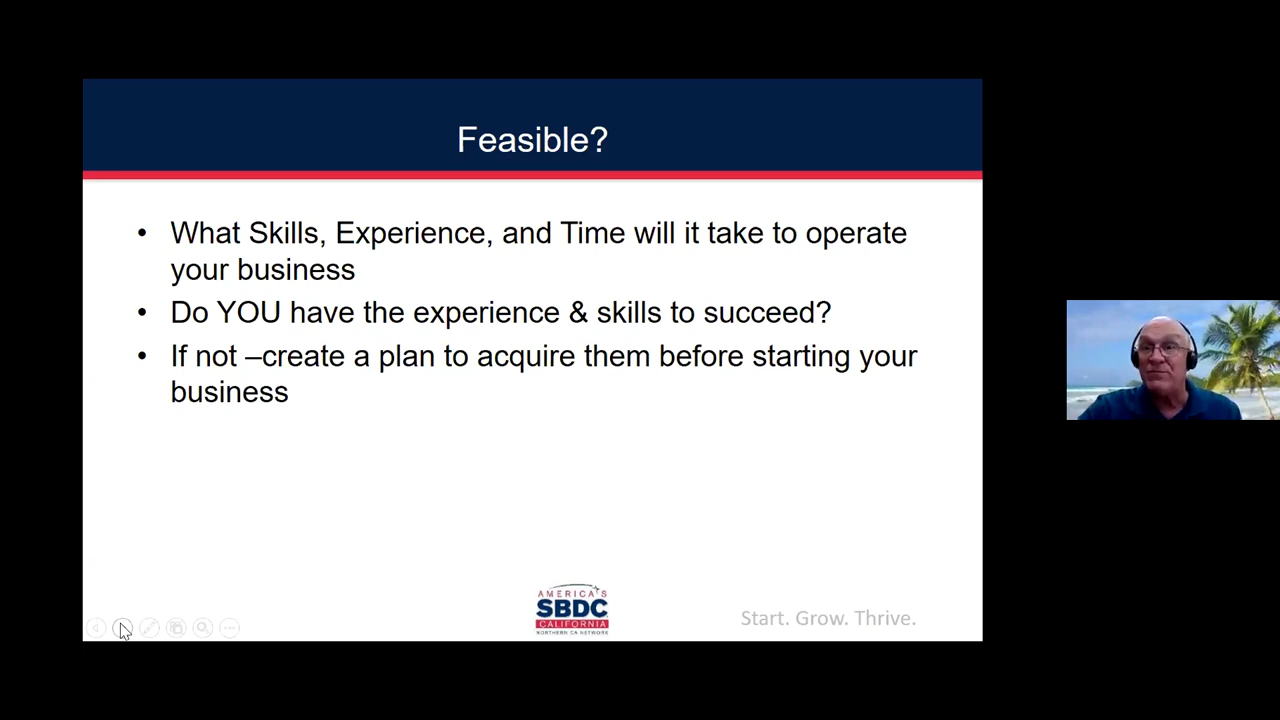 Feasible?
• What Skills, Experience, and Time will it take to operate
your business
• Do YOU have the experience & skills to succeed?
• If not –create a plan to acquire them before starting your
business
AMERICA'S
SBDC
CALIFORNIA
NORTHERN CA NETWORK
Start. Grow. Thrive.